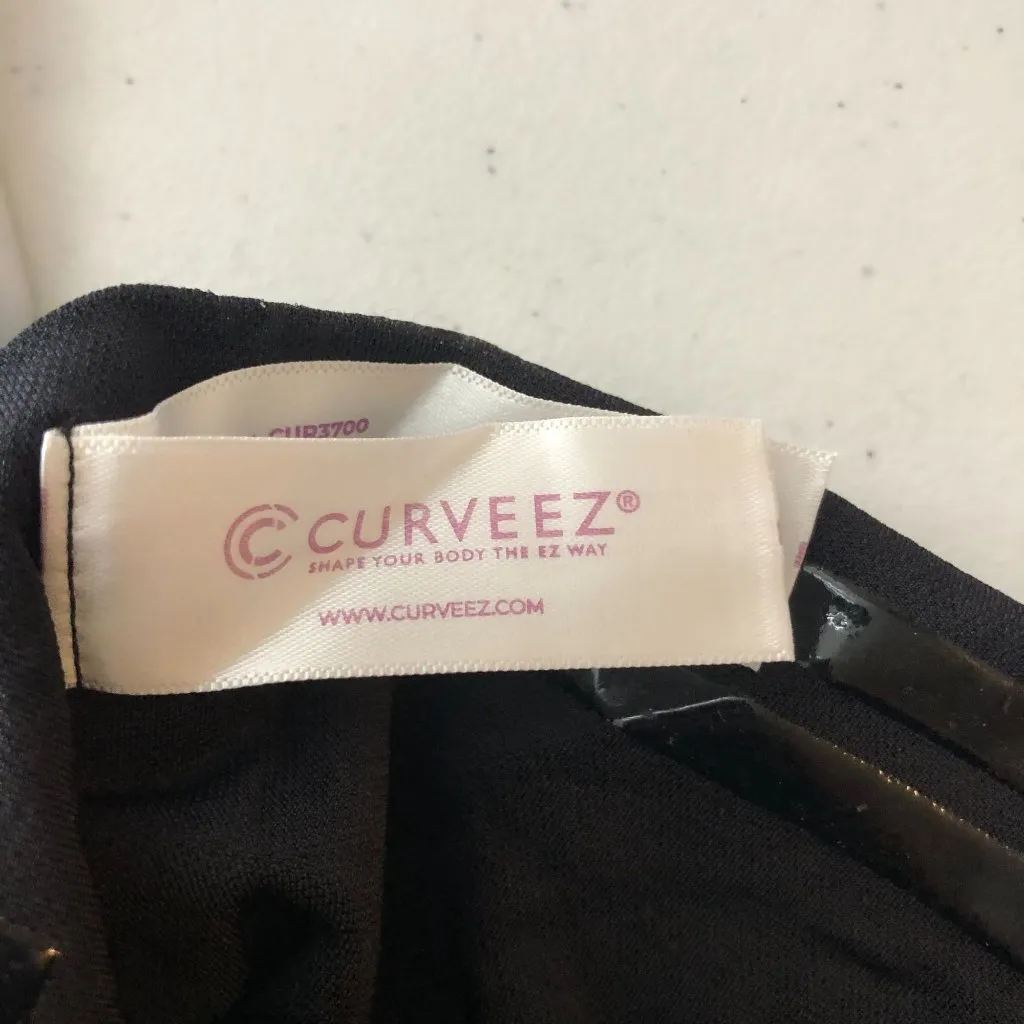 CUR3700
CURVEEZ®
SHAPE YOUR BODY THE EZ WAY
WWW.CURVEEZ.COM